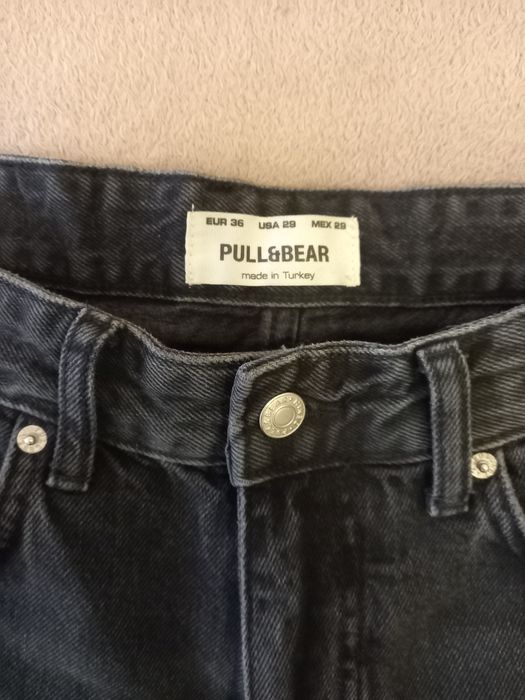 EUR 36 USA 29 MEX 29
PULL&BEAR
made in Turkey